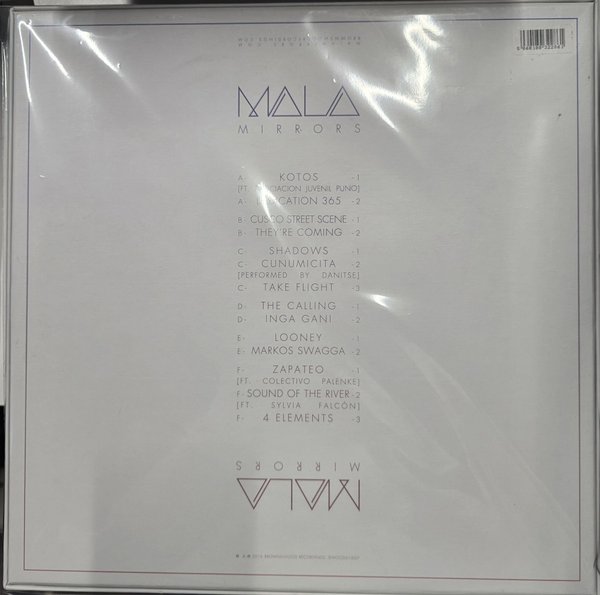 MALA
MIRRORS
A- KOTOS -1
[FT. JUVENIL PUNO]
A- 365 -2
B- CUSCO STREET SCENE -1
B- THEY'RE COMING -2
C- SHADOWS -1
C- CUNUMICITA -2
[PERFORMED BY DANITSE]
C- TAKE FLIGHT -3
D- THE CALLING -1
D- INGA GANI -2
E- LOONEY -1
E- MARKOS SWAGGA -2
F- ZAPATEO -1
[FT. COLECTIVO PALENKE]
F- SOUND OF THE RIVER -2
[FT. SYLVIA FALCÓN]
F- 4 ELEMENTS -3
MIRRORS
MALA